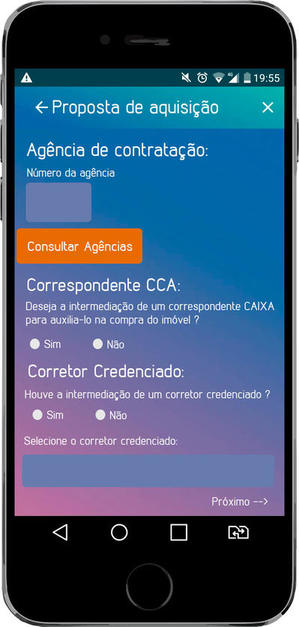 19:55
Proposta de aquisição
Agência de contratação:
Número da agência
Consultar Agências
Correspondente CCA:
Deseja a intermediação de um correspondente CAIXA
para auxilia-lo na compra do imóvel ?
Sim Não
Corretor Credenciado:
Houve a intermediação de um corretor credenciado ?
Sim Não
Selecione o corretor credenciado:
Próximo -->